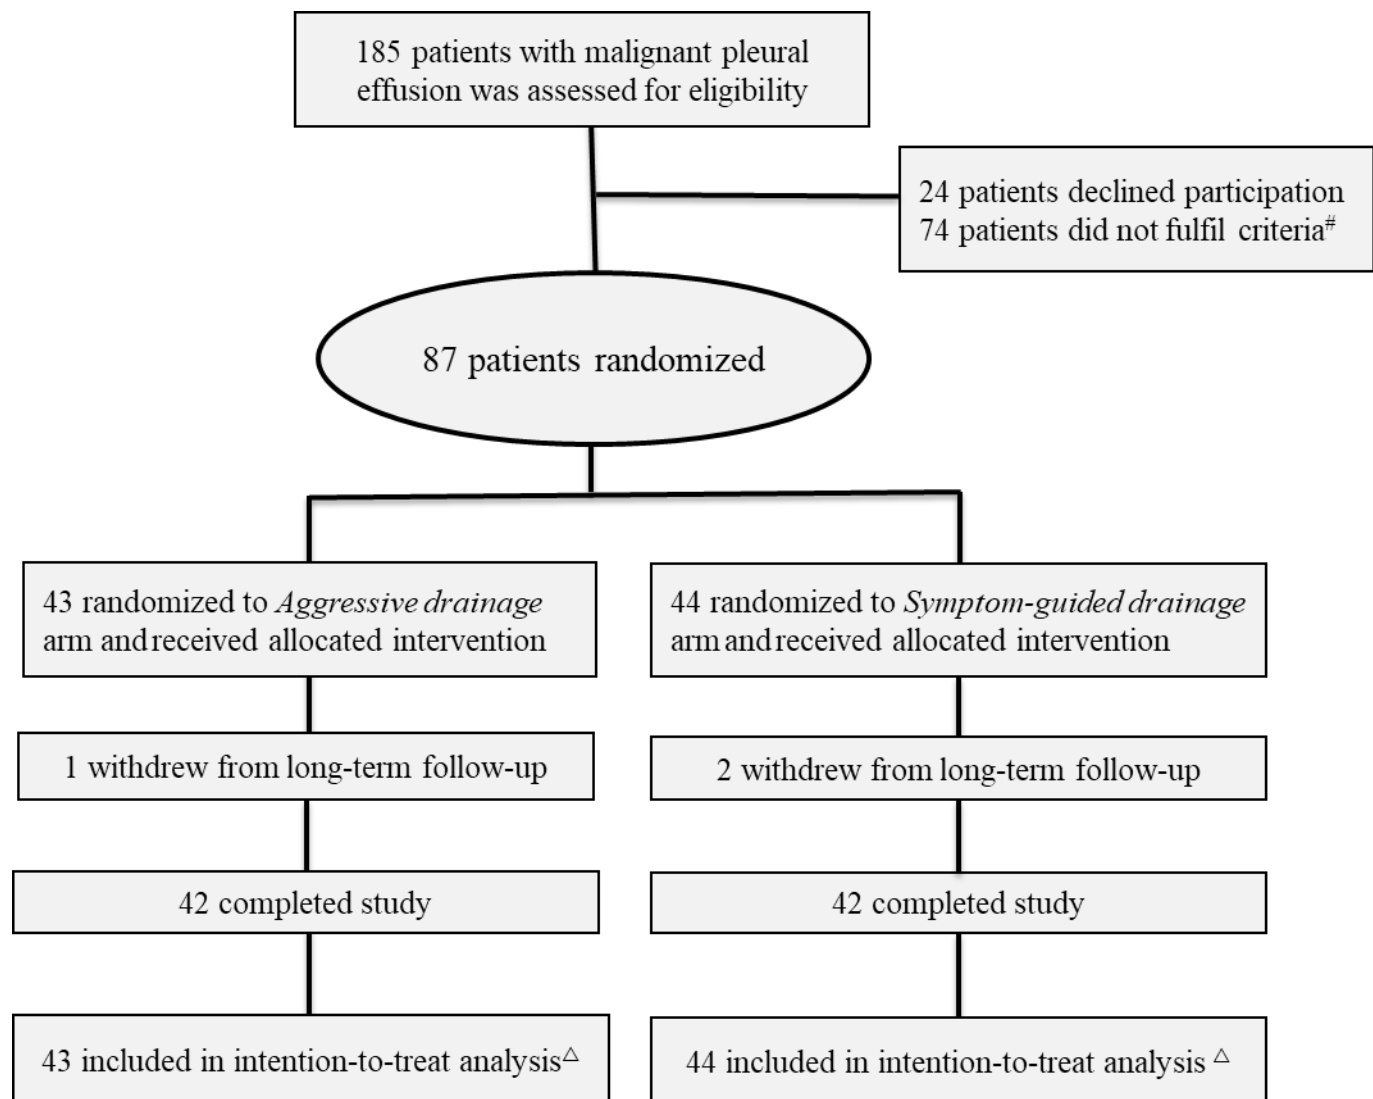 185 patients with malignant pleural
effusion was assessed for eligibility
24 patients declined participation
74 patients did not fulfil criteria#
87 patients randomized
43 randomized to Aggressive drainage
arm and received allocated intervention
44 randomized to Symptom-guided drainage
arm and received allocated intervention
1 withdrew from long-term follow-up
2 withdrew from long-term follow-up
42 completed study
42 completed study
43 included in intention-to-treat analysis△
44 included in intention-to-treat analysis △